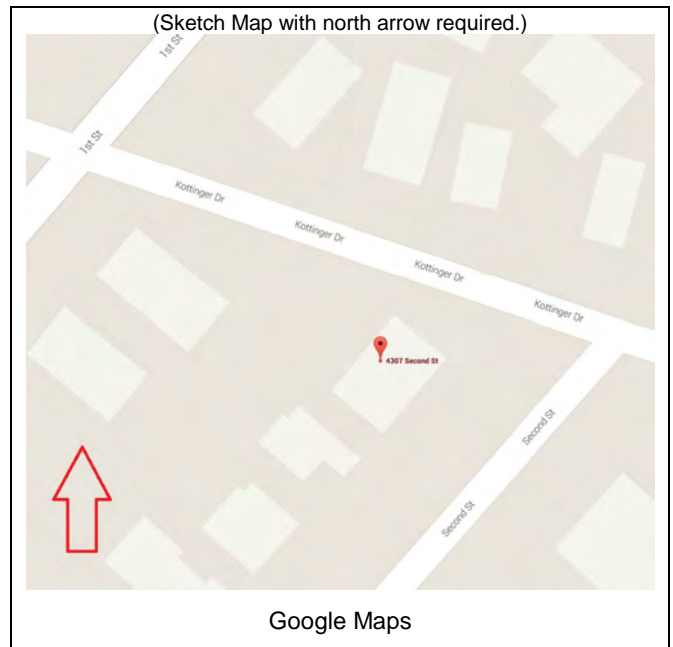 (Sketch Map with north arrow required.)
1st St
1st St
Kottinger Dr
Kottinger Dr
Kottinger Dr
Kottinger Dr
4307 Second St
Second St
Second St
Google Maps